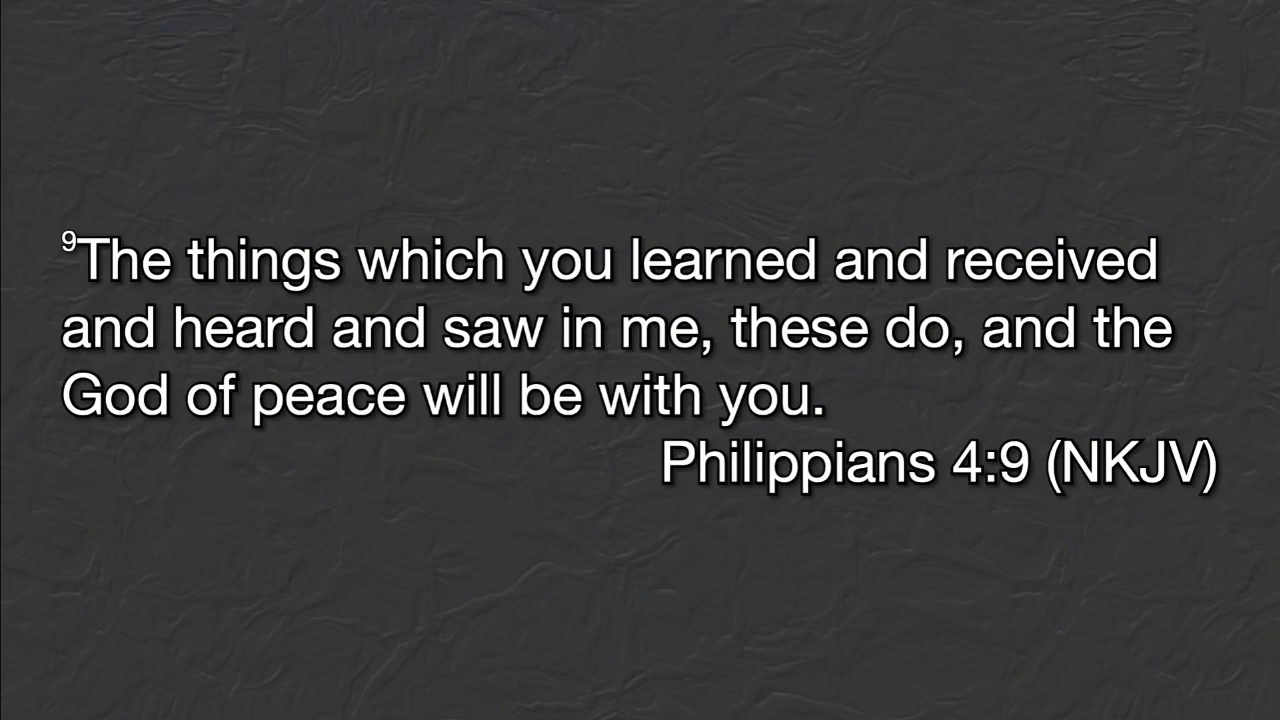 ⁹The things which you learned and received
and heard and saw in me, these do, and the
God of peace will be with you.
Philippians 4:9 (NKJV)